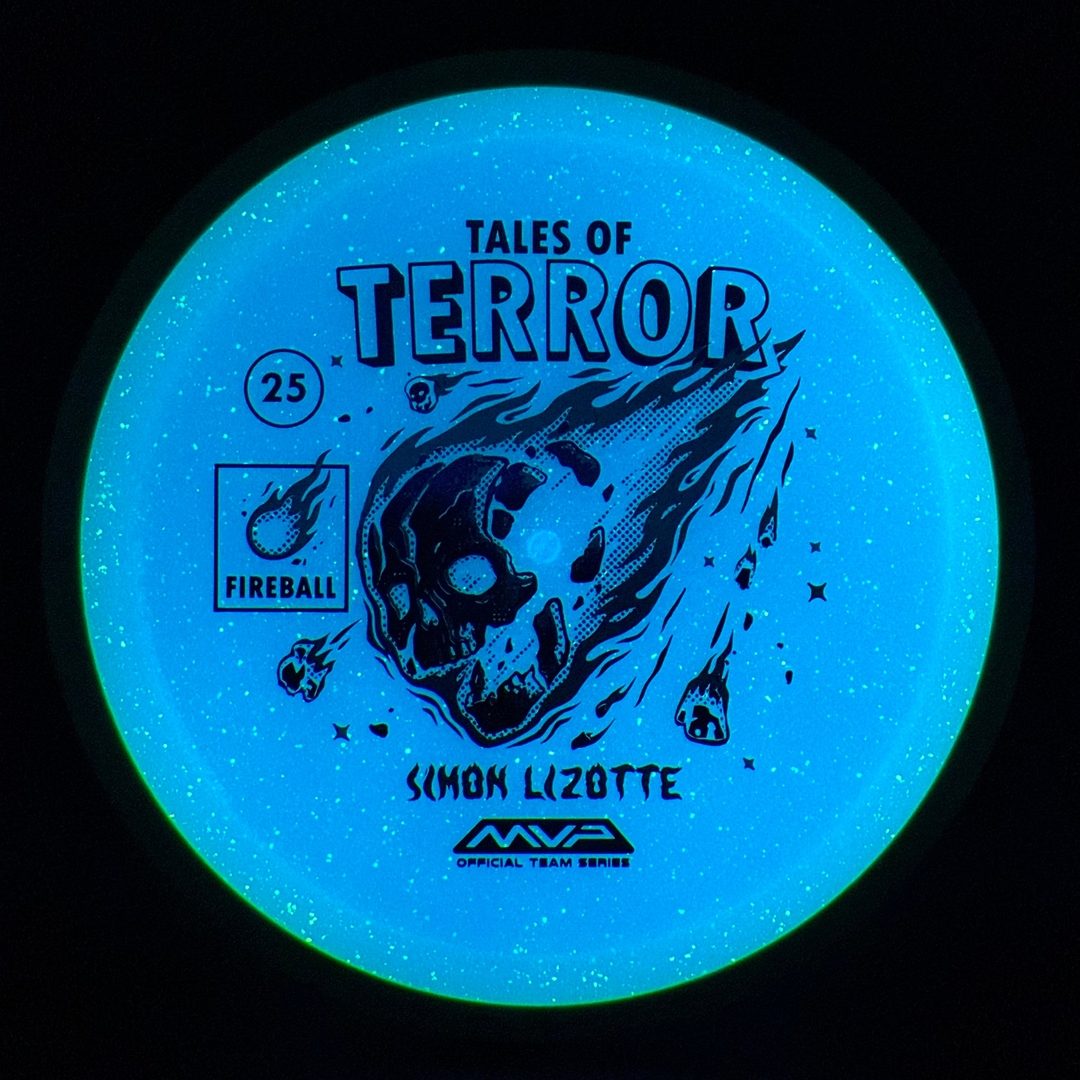 TALES OF
TERROR
25
FIREBALL
SIMON LIZOTTE
MVP
OFFICIAL TEAM SERIES